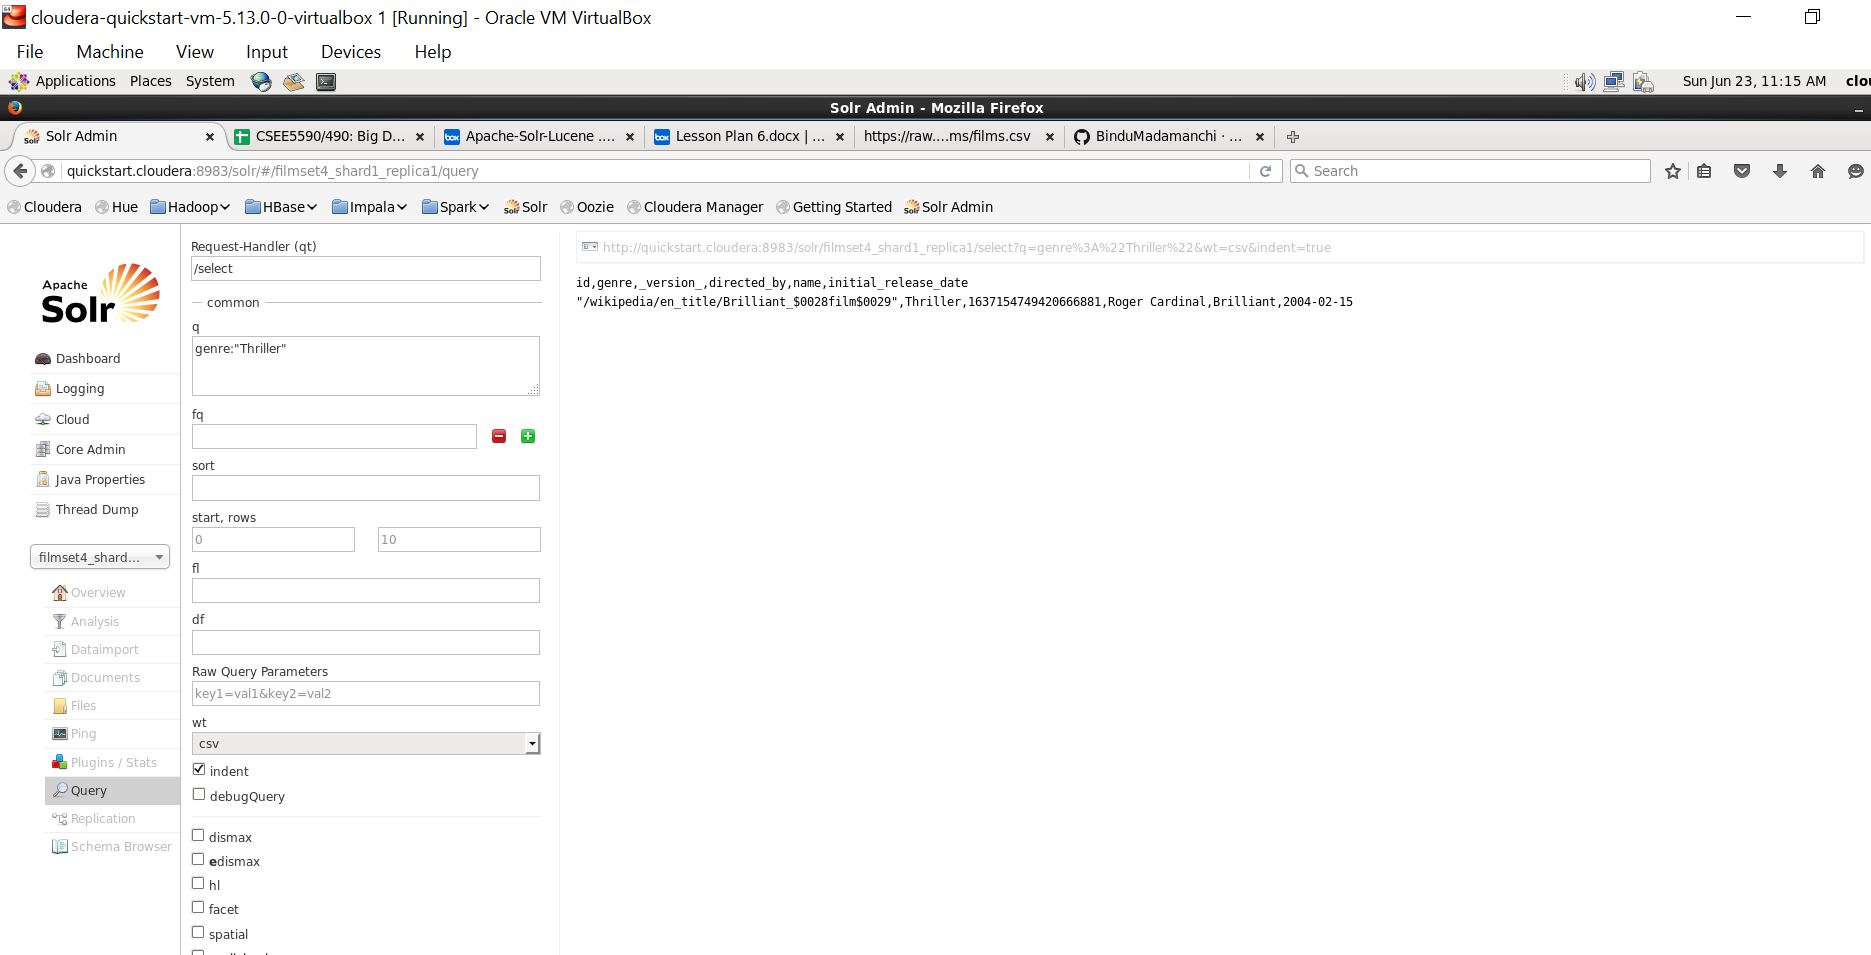 cloudera-quickstart-vm-5.13.0-0-virtualbox 1 [Running] - Oracle VM VirtualBox
File Machine View Input Devices Help
Applications Places System Sun Jun 23, 11:15 AM clo
Solr Admin - Mozilla Firefox
Solr Admin CSEE5590/490: Big D... Apache-Solr-Lucene .... Lesson Plan 6.docx | ... https://raw....ms/films.csv BinduMadamanchi · ...
quickstart.cloudera:8983/solr/#/filmset4_shard1_replica1/query Search
Cloudera Hue Hadoop HBase Impala Spark Solr Oozie Cloudera Manager Getting Started Solr Admin
Apache
Solr
Dashboard
Logging
Cloud
Core Admin
Java Properties
Thread Dump
filmset4_shard...
Overview
Analysis
Dataimport
Documents
Files
Ping
Plugins / Stats
Query
Replication
Schema Browser
Request-Handler (qt)
/select
common
q
genre:"Thriller"
fq
sort
start, rows
0 10
fl
df
Raw Query Parameters
key1=val1&key2=val2
wt
csv
indent
debugQuery
dismax
edismax
hl
facet
spatial
http://quickstart.cloudera:8983/solr/filmset4_shard1_replica1/select?q=genre%3A%22Thriller%22&wt=csv&indent=true
id,genre,_version_,directed_by,name,initial_release_date
"/wikipedia/en_title/Brilliant_$0028film$0029",Thriller,1637154749420666881,Roger Cardinal,Brilliant,2004-02-15